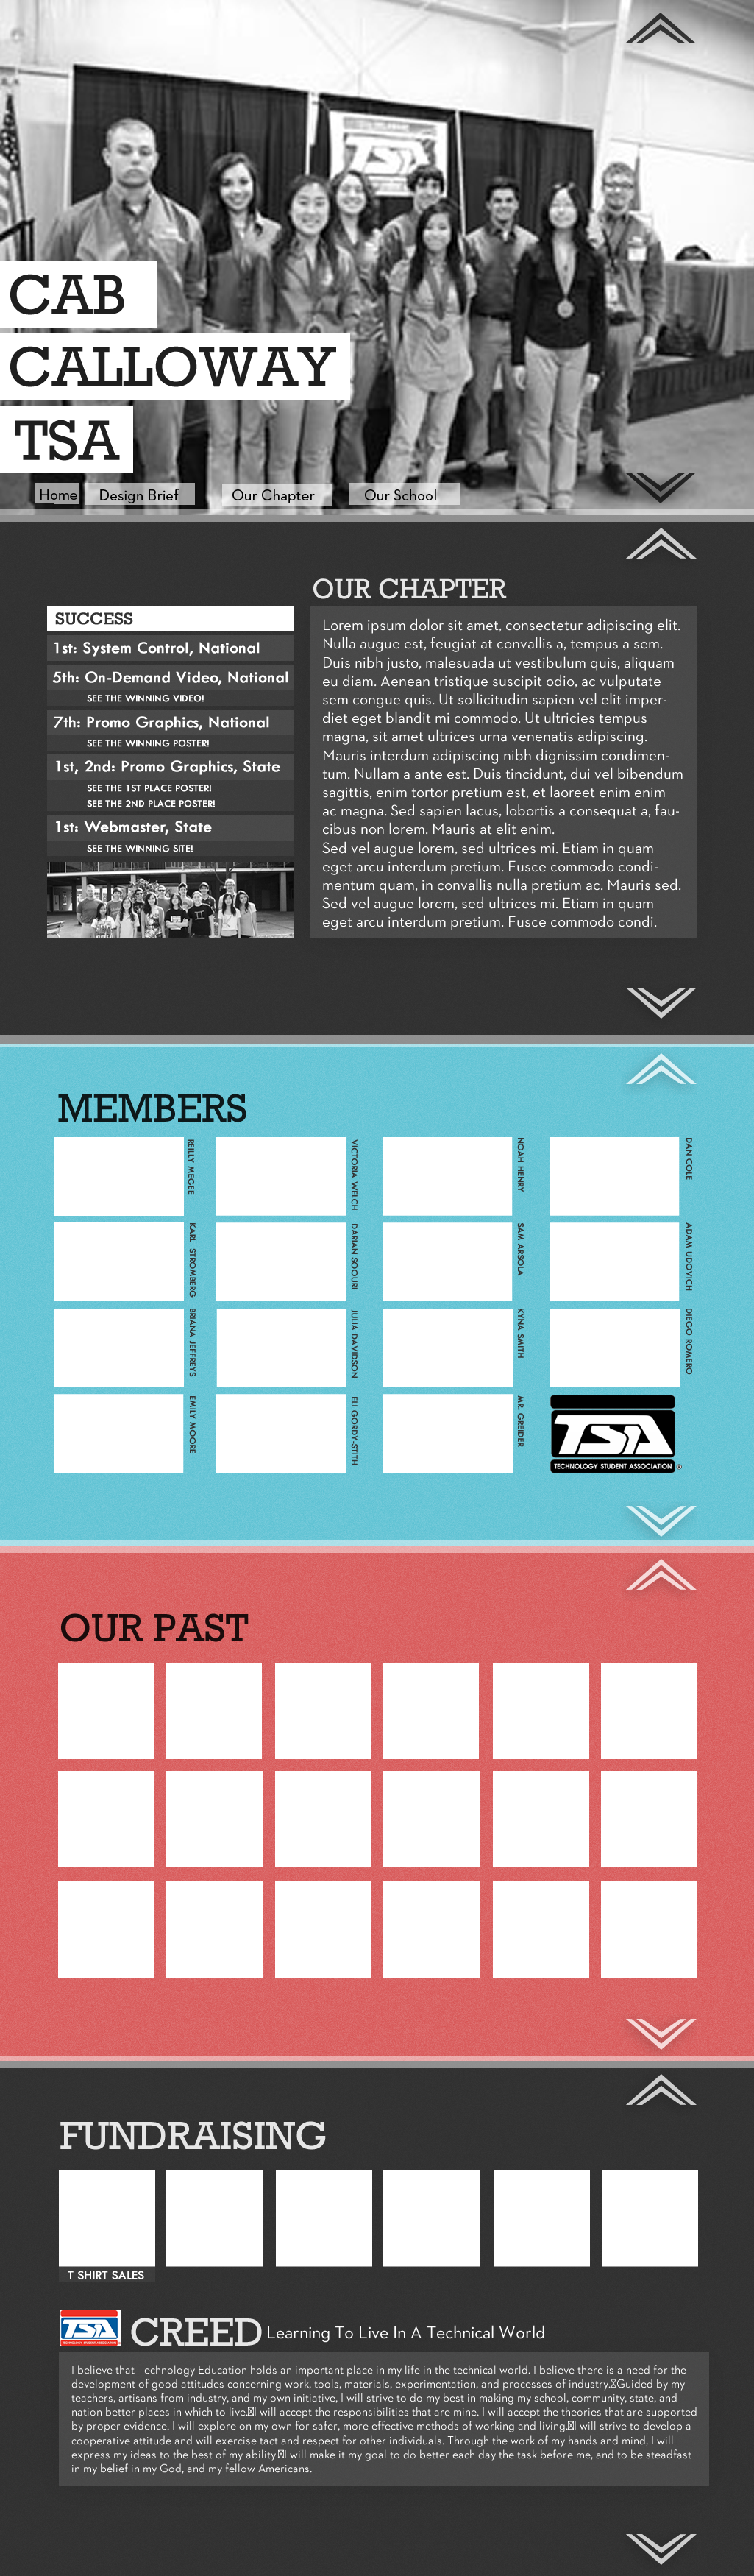 TSA
CAB
CALLOWAY
TSA
Home
Design Brief
Our Chapter
Our School
OUR CHAPTER
SUCCESS
1st: System Control, National
5th: On-Demand Video, National
SEE THE WINNING VIDEO!
7th: Promo Graphics, National
SEE THE WINNING POSTER!
1st, 2nd: Promo Graphics, State
SEE THE 1ST PLACE POSTER!
SEE THE 2ND PLACE POSTER!
1st: Webmaster, State
SEE THE WINNING SITE!
Lorem ipsum dolor sit amet, consectetur adipiscing elit.
Nulla augue est, feugiat at convallis a, tempus a sem.
Duis nibh justo, malesuada ut vestibulum quis, aliquam
eu diam. Aenean tristique suscipit odio, ac vulputate
sem congue quis. Ut sollicitudin sapien vel elit imper-
diet eget blandit mi commodo. Ut ultricies tempus
magna, sit amet ultrices urna venenatis adipiscing.
Mauris interdum adipiscing nibh dignissim condimen-
tum. Nullam a ante est. Duis tincidunt, dui vel bibendum
sagittis, enim tortor pretium est, et laoreet enim enim
ac magna. Sed sapien lacus, lobortis a consequat a, fau-
cibus non lorem. Mauris at elit enim.
Sed vel augue lorem, sed ultrices mi. Etiam in quam
eget arcu interdum pretium. Fusce commodo condi-
mentum quam, in convallis nulla pretium ac. Mauris sed.
Sed vel augue lorem, sed ultrices mi. Etiam in quam
eget arcu interdum pretium. Fusce commodo condi.
MEMBERS
REILLY MEGEE
VICTORIA WELCH
NOAH HENRY
DAN COLE
KARL STROMBERG
DARIAN SOOURI
SAM ARSOLA
ADAM UDOVICH
BRIANA JEFFREYS
JULIA DAVIDSON
KYNA SMITH
DIEGO ROMERO
EMILY MOORE
ELI GORDY-STITH
MR. GREIDER
TSA
TECHNOLOGY STUDENT ASSOCIATION ®
OUR PAST
FUNDRAISING
T SHIRT SALES
TSA
TECHNOLOGY STUDENT ASSOCIATION
CREED Learning To Live In A Technical World
I believe that Technology Education holds an important place in my life in the technical world. I believe there is a need for the
development of good attitudes concerning work, tools, materials, experimentation, and processes of industry.Guided by my
teachers, artisans from industry, and my own initiative, I will strive to do my best in making my school, community, state, and
nation better places in which to live.I will accept the responsibilities that are mine. I will accept the theories that are supported
by proper evidence. I will explore on my own for safer, more effective methods of working and living.I will strive to develop a
cooperative attitude and will exercise tact and respect for other individuals. Through the work of my hands and mind, I will
express my ideas to the best of my ability.I will make it my goal to do better each day the task before me, and to be steadfast
in my belief in my God, and my fellow Americans.